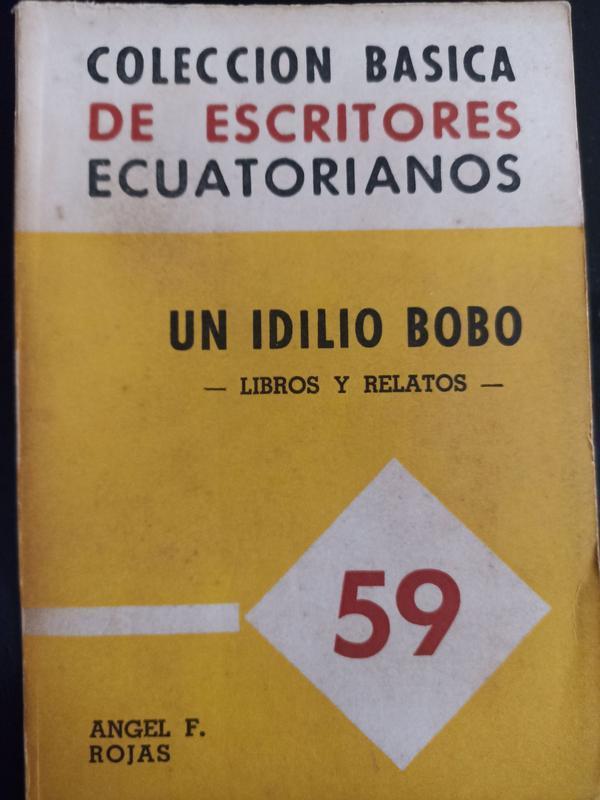 COLECCION BASICA
DE ESCRITORES
ECUATORIANOS
UN IDILIO BOBO
— LIBROS Y RELATOS —
59
ANGEL F.
ROJAS